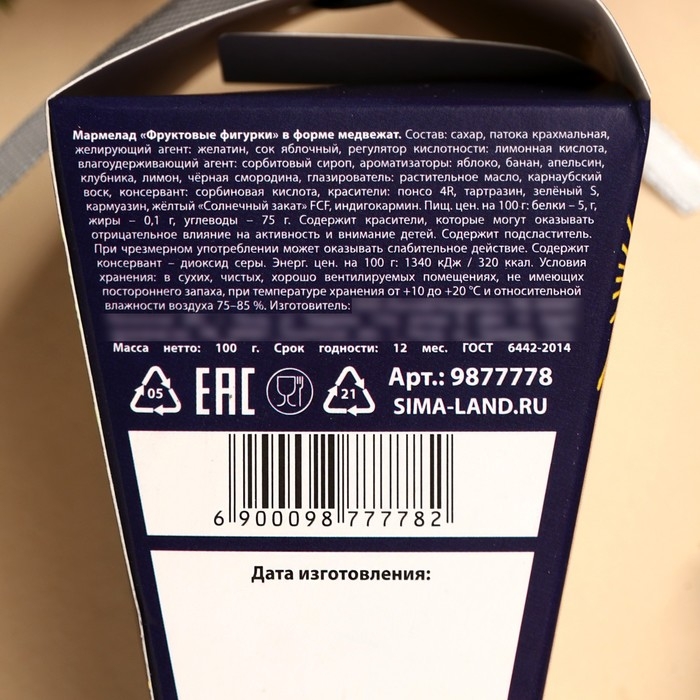 Мармелад «Фруктовые фигурки» в форме медвежат. Состав: сахар, патока крахмальная,
желирующий агент: желатин, сок яблочный, регулятор кислотности: лимонная кислота,
влагоудерживающий агент: сорбитовый сироп, ароматизаторы: яблоко, банан, апельсин,
клубника, лимон, чёрная смородина, глазирователь: растительное масло, карнаубский
воск, консервант: сорбиновая кислота, красители: понсо 4R, тартразин, зелёный S,
кармуазин, жёлтый «Солнечный закат» FCF, индигокармин. Пищ. цен. на 100 г: белки – 5, г,
жиры – 0,1 г, углеводы – 75 г. Содержит красители, которые могут оказывать
отрицательное влияние на активность и внимание детей. Содержит подсластитель.
При чрезмерном употреблении может оказывать слабительное действие. Содержит
консервант – диоксид серы. Энерг. цен. на 100 г: 1340 кДж / 320 ккал. Условия
хранения: в сухих, чистых, хорошо вентилируемых помещениях, не имеющих
постороннего запаха, при температуре хранения от +10 до +20 °С и относительной
влажности воздуха 75–85 %. Изготовитель:
Масса нетто: 100 г. Срок годности: 12 мес. ГОСТ 6442-2014
05 EAC 21 Арт.: 9877778
SIMA-LAND.RU
6 900098 777782
Дата изготовления: